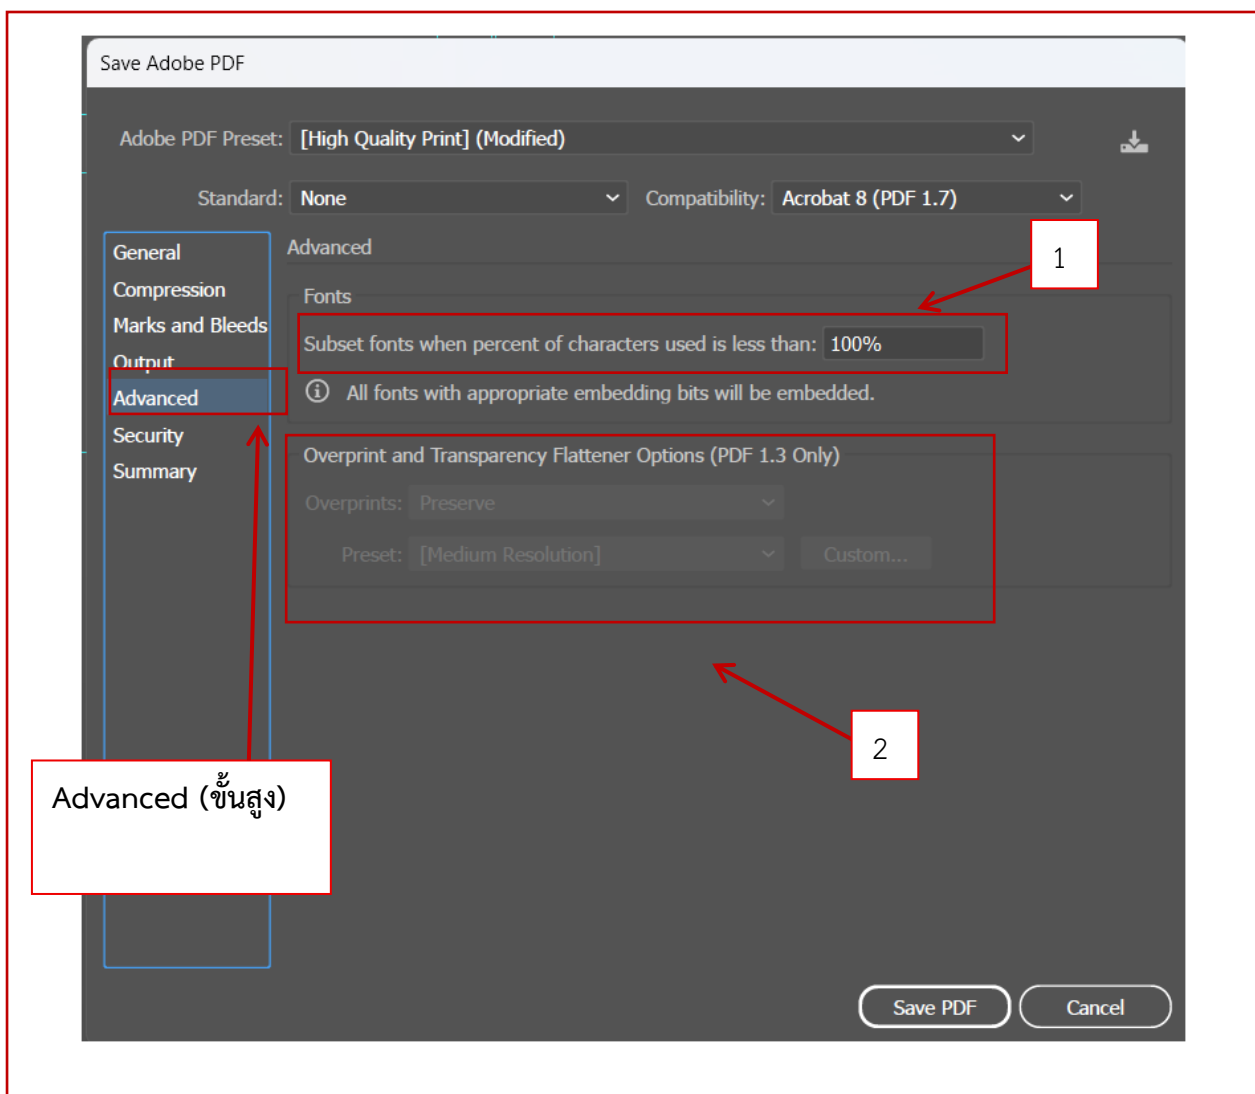 Save Adobe PDF
Adobe PDF Preset: [High Quality Print] (Modified)
Standard: None Compatibility: Acrobat 8 (PDF 1.7)
General
Compression
Marks and Bleeds
Output
Advanced
Security
Summary
Advanced
1
Fonts
Subset fonts when percent of characters used is less than: 100%
All fonts with appropriate embedding bits will be embedded.
Overprint and Transparency Flattener Options (PDF 1.3 Only)
Overprints: Preserve
Preset: [Medium Resolution] Custom...
2
Advanced (ขั้นสูง)
Save PDF Cancel